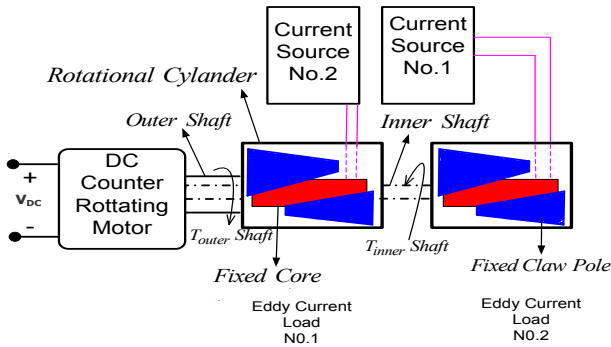 Current
Source
No.2
Current
Source
No.1
Rotational Cylander
Outer Shaft
Inner Shaft
+
VDC
-
DC
Counter
Rottating
Motor
Touter Shaft
Tinner Shaft
Fixed Core
Fixed Claw Pole
Eddy Current
Load
N0.1
Eddy Current
Load
N0.2